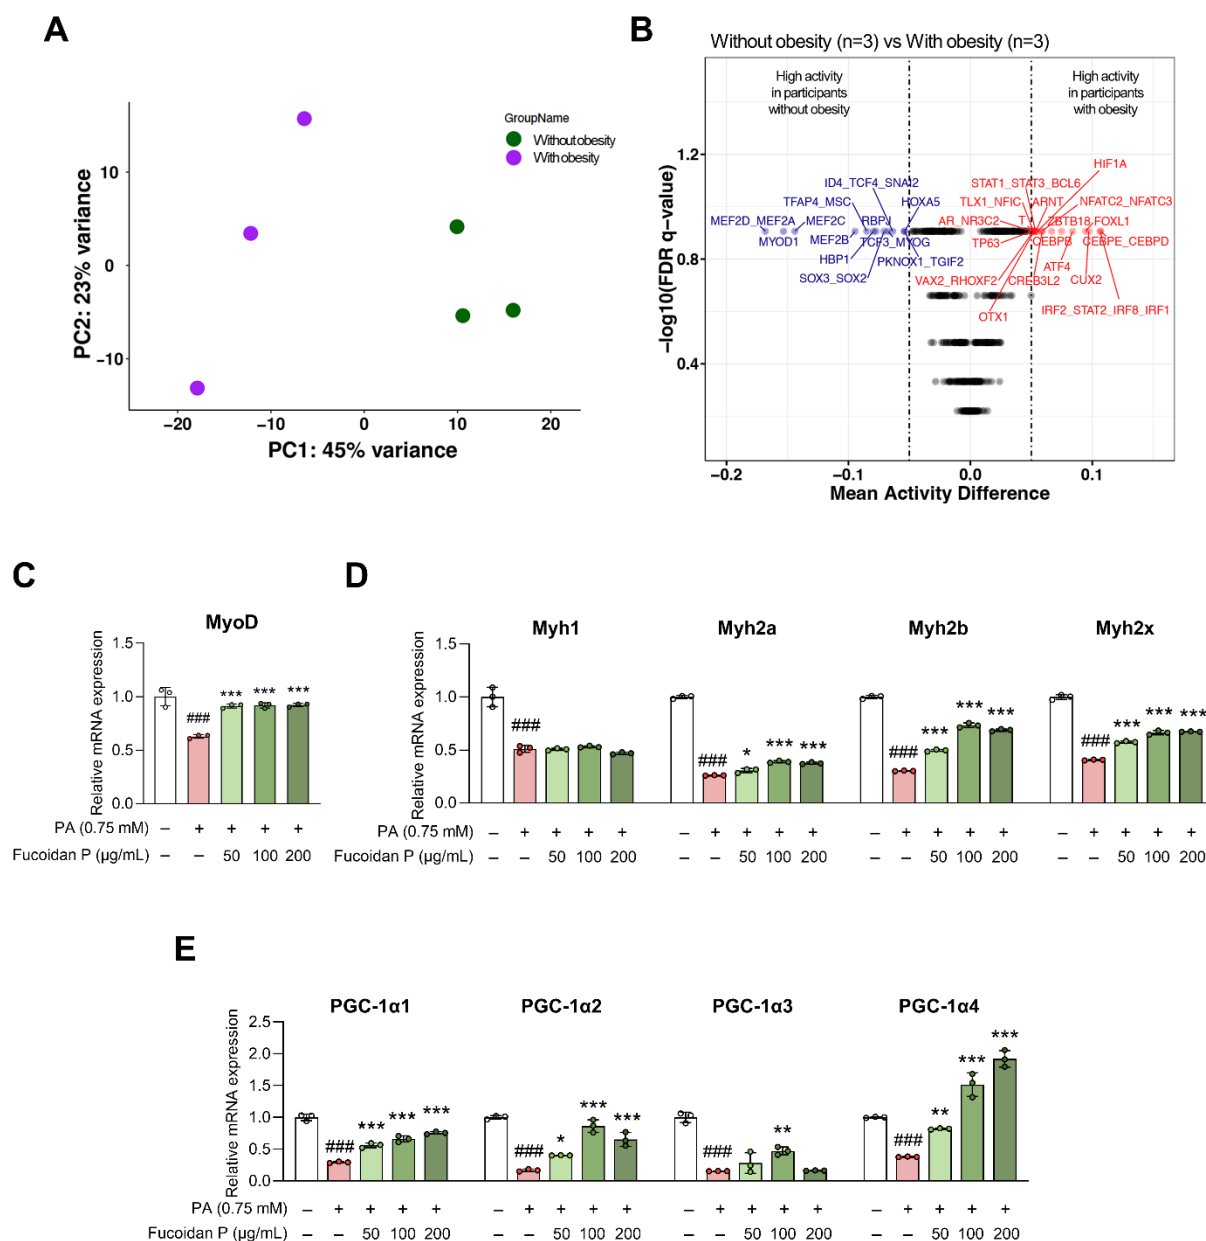 A
GroupName
Without obesity
With obesity
PC2: 23% variance
10
0
−10
−20
−10
0
10
20
PC1: 45% variance
B
Without obesity (n=3) vs With obesity (n=3)
High activity
in participants
without obesity
High activity
in participants
with obesity
−log10(FDR q-value)
1.2
0.8
0.4
HIF1A
ID4_TCF4_SNAI2
STAT1_STAT3_BCL6
TFAP4_MSC
HOXA5
TLX1_NFIC
ARNT
NFATC2_NFATC3
MEF2D_MEF2A
MEF2C
RBPJ
AR_NR3C2
T
ZBTB18
FOXL1
MYOD1
MEF2B
TCF3_MYOG
TP63
CEBPB
CEBPE_CEBPD
HBP1
PKNOX1_TGIF2
ATF4
SOX3_SOX2
VAX2_RHOXF2
CREB3L2
CUX2
OTX1
IRF2_STAT2_IRF8_IRF1
−0.2
−0.1
0.0
0.1
Mean Activity Difference
C
MyoD
Relative mRNA expression
1.5
1.0
0.5
0.0
###
***
***
***
PA (0.75 mM) − + + + +
Fucoidan P (µg/mL) − − 50 100 200
D
Myh1
Myh2a
Myh2b
Myh2x
Relative mRNA expression
1.5
1.0
0.5
0.0
###
###
*
***
***
###
***
***
***
###
***
***
***
PA (0.75 mM) − + + + + − + + + + − + + + + − + + + +
Fucoidan P (µg/mL) − − 50 100 200 − − 50 100 200 − − 50 100 200 − − 50 100 200
E
PGC-1α1
PGC-1α2
PGC-1α3
PGC-1α4
Relative mRNA expression
2.5
2.0
1.5
1.0
0.5
0.0
###
***
***
***
###
*
***
***
###
**
###
**
***
***
PA (0.75 mM) − + + + + − + + + + − + + + + − + + + +
Fucoidan P (µg/mL) − − 50 100 200 − − 50 100 200 − − 50 100 200 − − 50 100 200